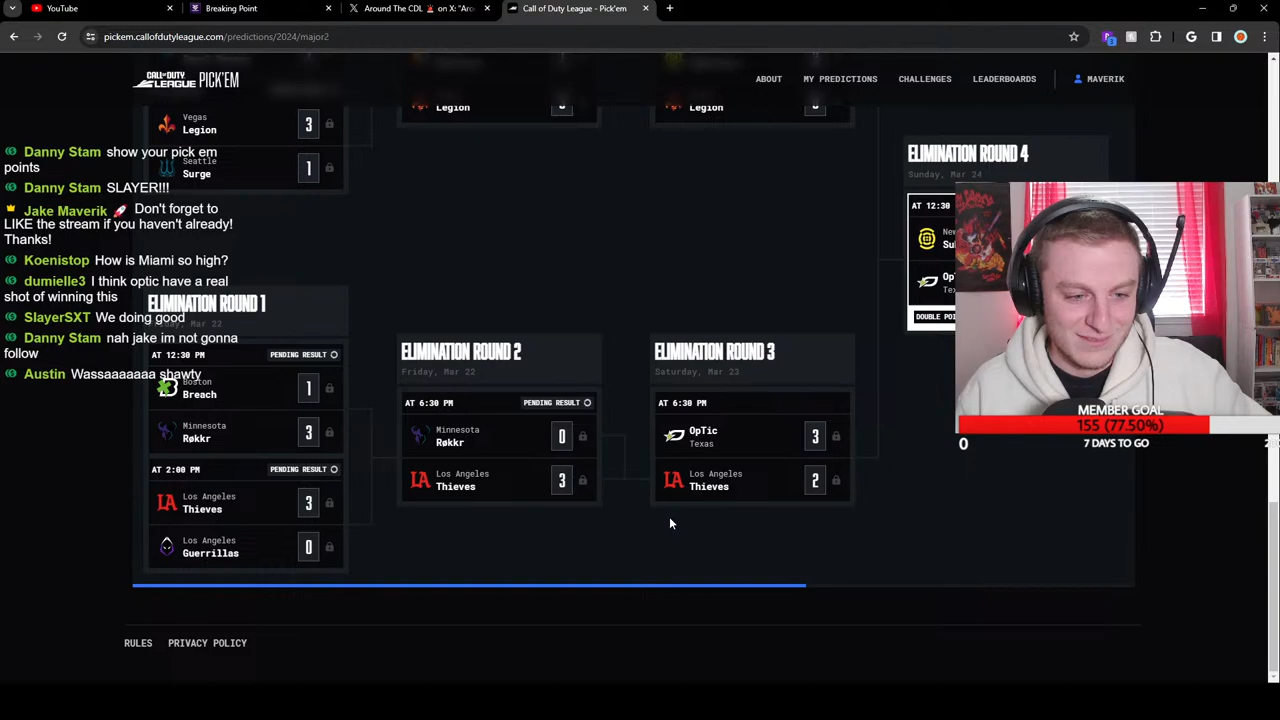 YouTube
Breaking Point
Around The CDL 🚨 on X: "Aro
Call of Duty League - Pick'em
pickem.callofdutyleague.com/predictions/2024/major2
CALL OF DUTY
LEAGUE PICK'EM
ABOUT
MY PREDICTIONS
CHALLENGES
LEADERBOARDS
MAVERIK
Vegas
Legion
3
Seattle
Surge
1
Legion
Legion
Danny Stam show your pick em
points
Danny Stam SLAYER!!!
Jake Maverik 🚀 Don't forget to
LIKE the stream if you haven't already!
Thanks!
Koenistop How is Miami so high?
dumielle3 I think optic have a real
shot of winning this
SlayerSXT We doing good
Danny Stam nah jake im not gonna
follow
Austin Wassaaaaaaa shawty
ELIMINATION ROUND 1
Friday, Mar 22
AT 12:30 PM
PENDING RESULT
Boston
Breach
1
Minnesota
Røkkr
3
AT 2:00 PM
PENDING RESULT
Los Angeles
Thieves
3
Los Angeles
Guerrillas
0
ELIMINATION ROUND 2
Friday, Mar 22
AT 6:30 PM
PENDING RESULT
Minnesota
Røkkr
0
Los Angeles
Thieves
3
ELIMINATION ROUND 3
Saturday, Mar 23
AT 6:30 PM
OpTic
Texas
3
Los Angeles
Thieves
2
ELIMINATION ROUND 4
Sunday, Mar 24
AT 12:30
MEMBER GOAL
155 (77.50%)
0
7 DAYS TO GO
RULES
PRIVACY POLICY